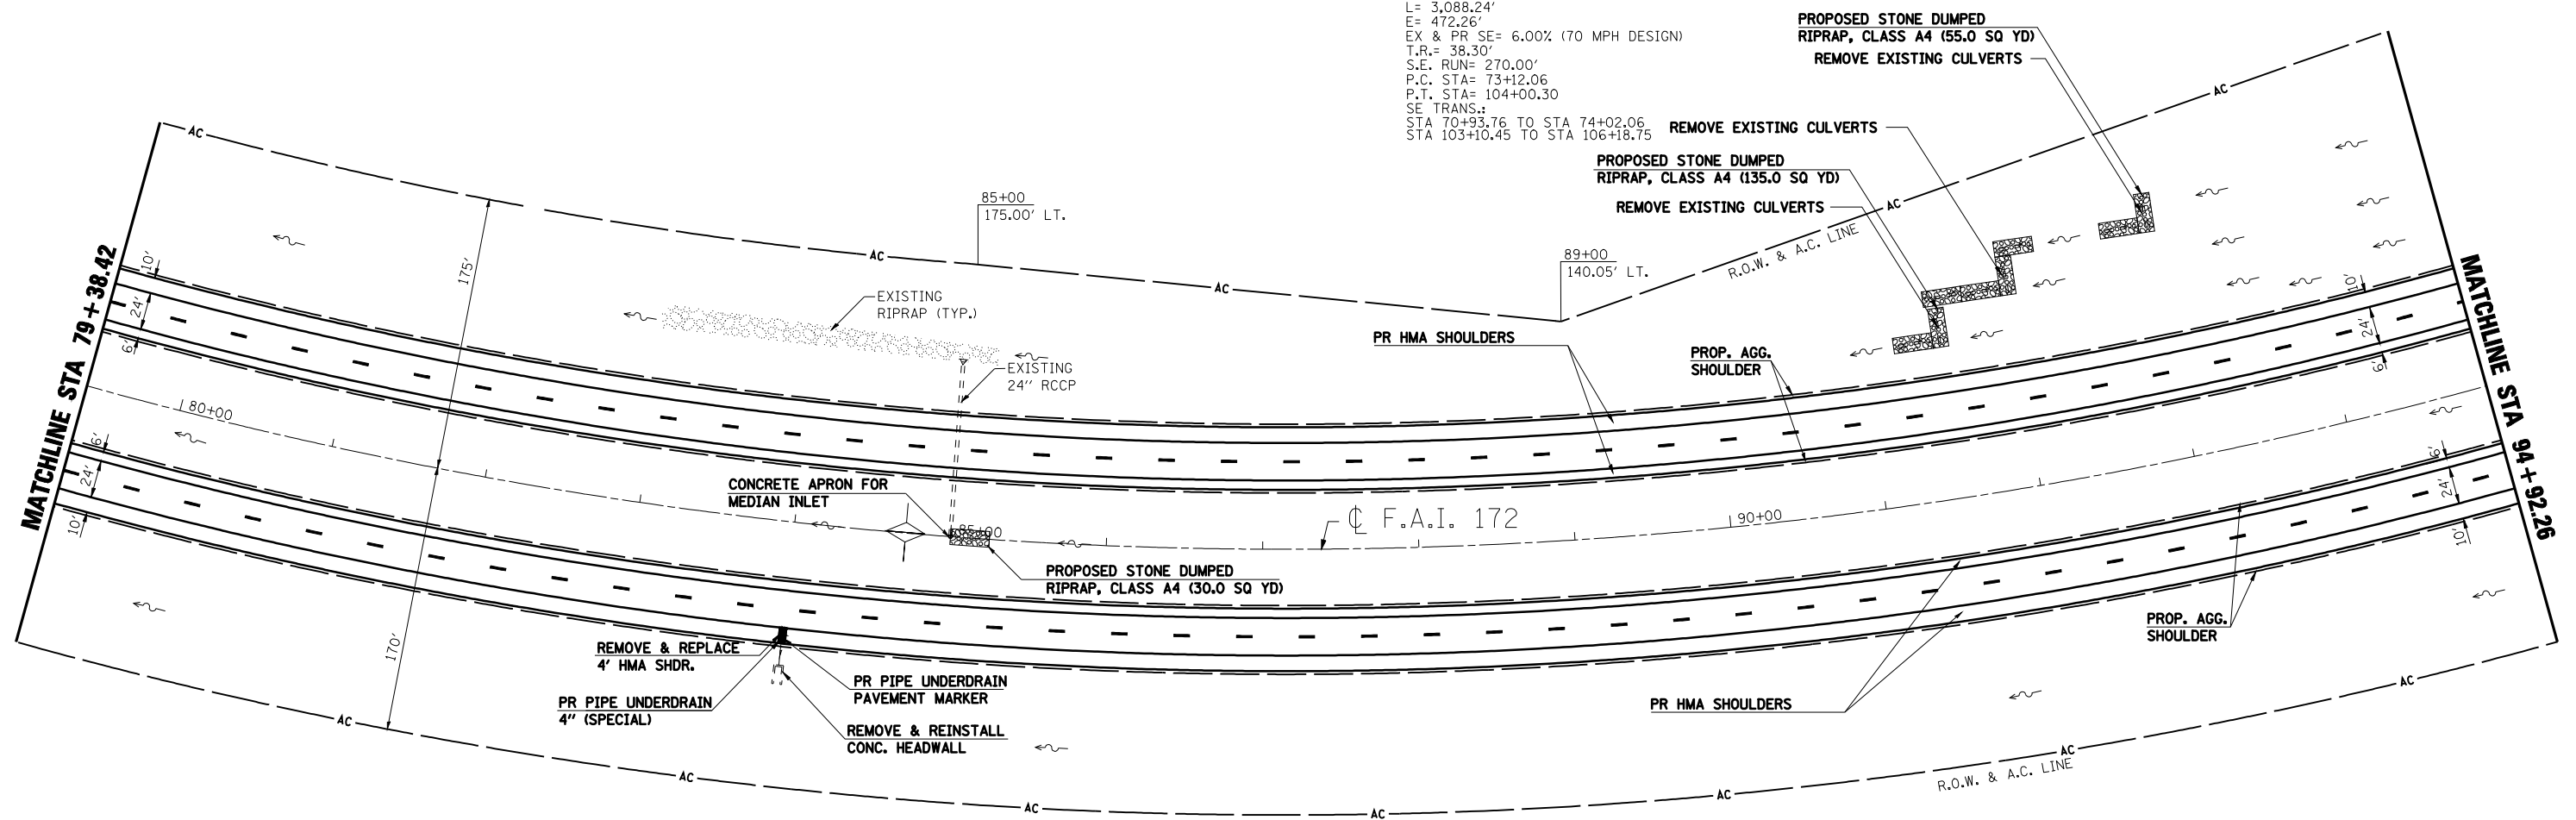 L= 3,088.24'
E= 472.26'
EX & PR SE= 6.00% (70 MPH DESIGN)
T.R.= 38.30'
S.E. RUN= 270.00'
P.C. STA= 73+12.06
P.T. STA= 104+00.30
SE TRANS.:
STA 70+93.76 TO STA 74+02.06
STA 103+10.45 TO STA 106+18.75
PROPOSED STONE DUMPED
RIPRAP, CLASS A4 (55.0 SQ YD)
REMOVE EXISTING CULVERTS
REMOVE EXISTING CULVERTS
PROPOSED STONE DUMPED
RIPRAP, CLASS A4 (135.0 SQ YD)
REMOVE EXISTING CULVERTS
AC
AC
AC
AC
AC
R.O.W. & A.C. LINE
85+00
175.00' LT.
89+00
140.05' LT.
175'
170'
MATCHLINE STA 79+38.42
10'
24'
6'
6'
24'
10'
80+00
EXISTING
RIPRAP (TYP.)
EXISTING
24" RCCP
PR HMA SHOULDERS
PROP. AGG.
SHOULDER
10'
24'
6'
6'
24'
10'
MATCHLINE STA 94+92.26
CONCRETE APRON FOR
MEDIAN INLET
85+00
℄ F.A.I. 172
90+00
PROPOSED STONE DUMPED
RIPRAP, CLASS A4 (30.0 SQ YD)
REMOVE & REPLACE
4' HMA SHDR.
PR PIPE UNDERDRAIN
4" (SPECIAL)
PR PIPE UNDERDRAIN
PAVEMENT MARKER
REMOVE & REINSTALL
CONC. HEADWALL
PROP. AGG.
SHOULDER
PR HMA SHOULDERS
AC
AC
AC
AC
AC
AC
AC
R.O.W. & A.C. LINE